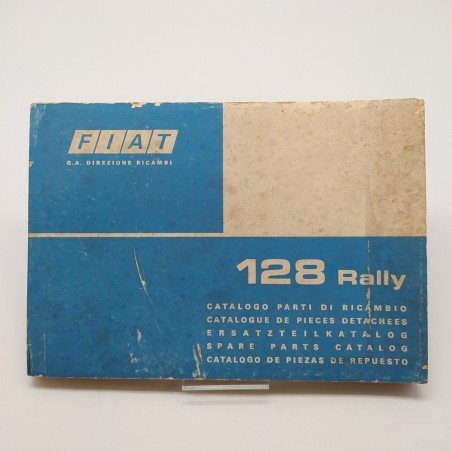 FIAT
G.A. DIREZIONE RICAMBI
128 Rally
CATALOGO PARTI DI RICAMBIO
CATALOGUE DE PIECES DETACHEES
ERSATZTEILKATALOG
SPARE PARTS CATALOG
CATALOGO DE PIEZAS DE REPUESTO